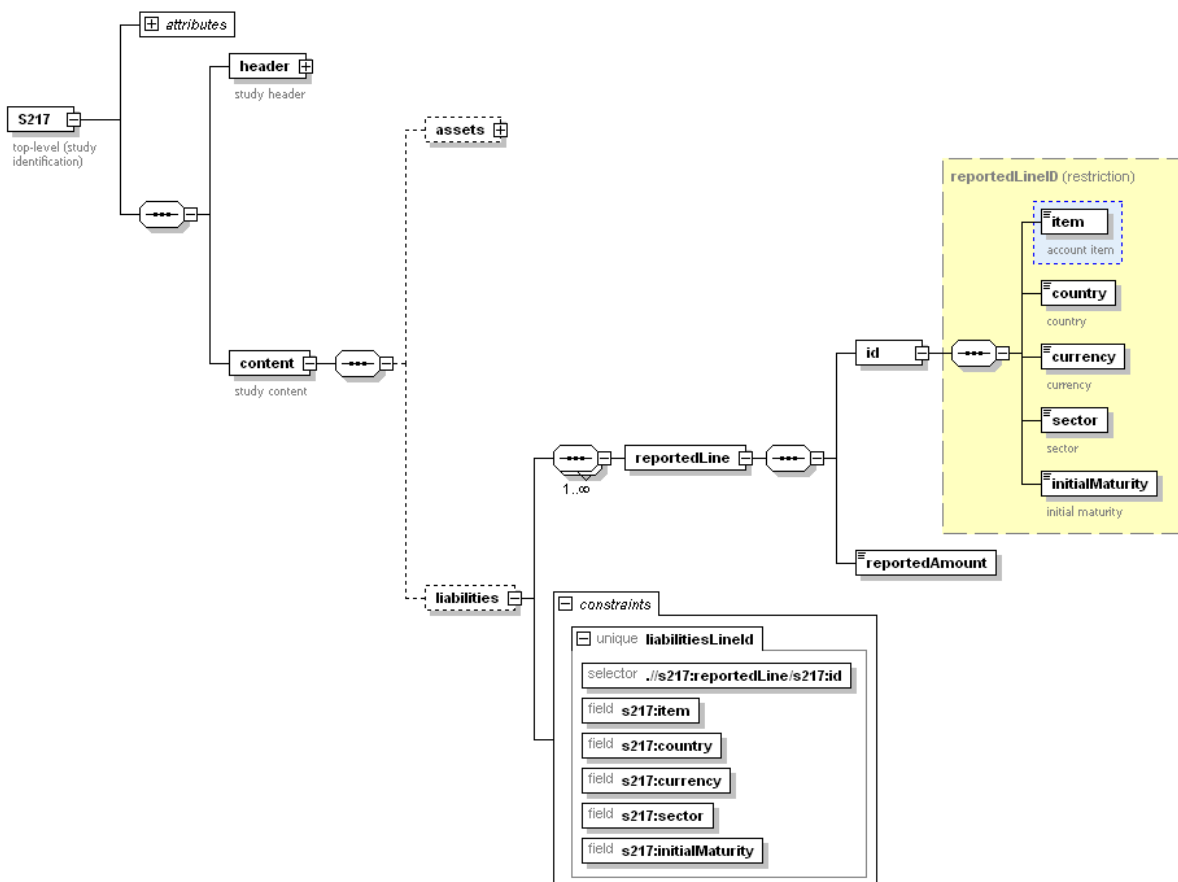 attributes
header
study header
S217
top-level (study
identification)
assets
reportedLineID (restriction)
item
account item
country
country
content
study content
id
currency
currency
sector
sector
reportedLine
1..∞
initialMaturity
initial maturity
reportedAmount
liabilities
constraints
unique liabilitiesLineId
selector .//s217:reportedLine/s217:id
field s217:item
field s217:country
field s217:currency
field s217:sector
field s217:initialMaturity